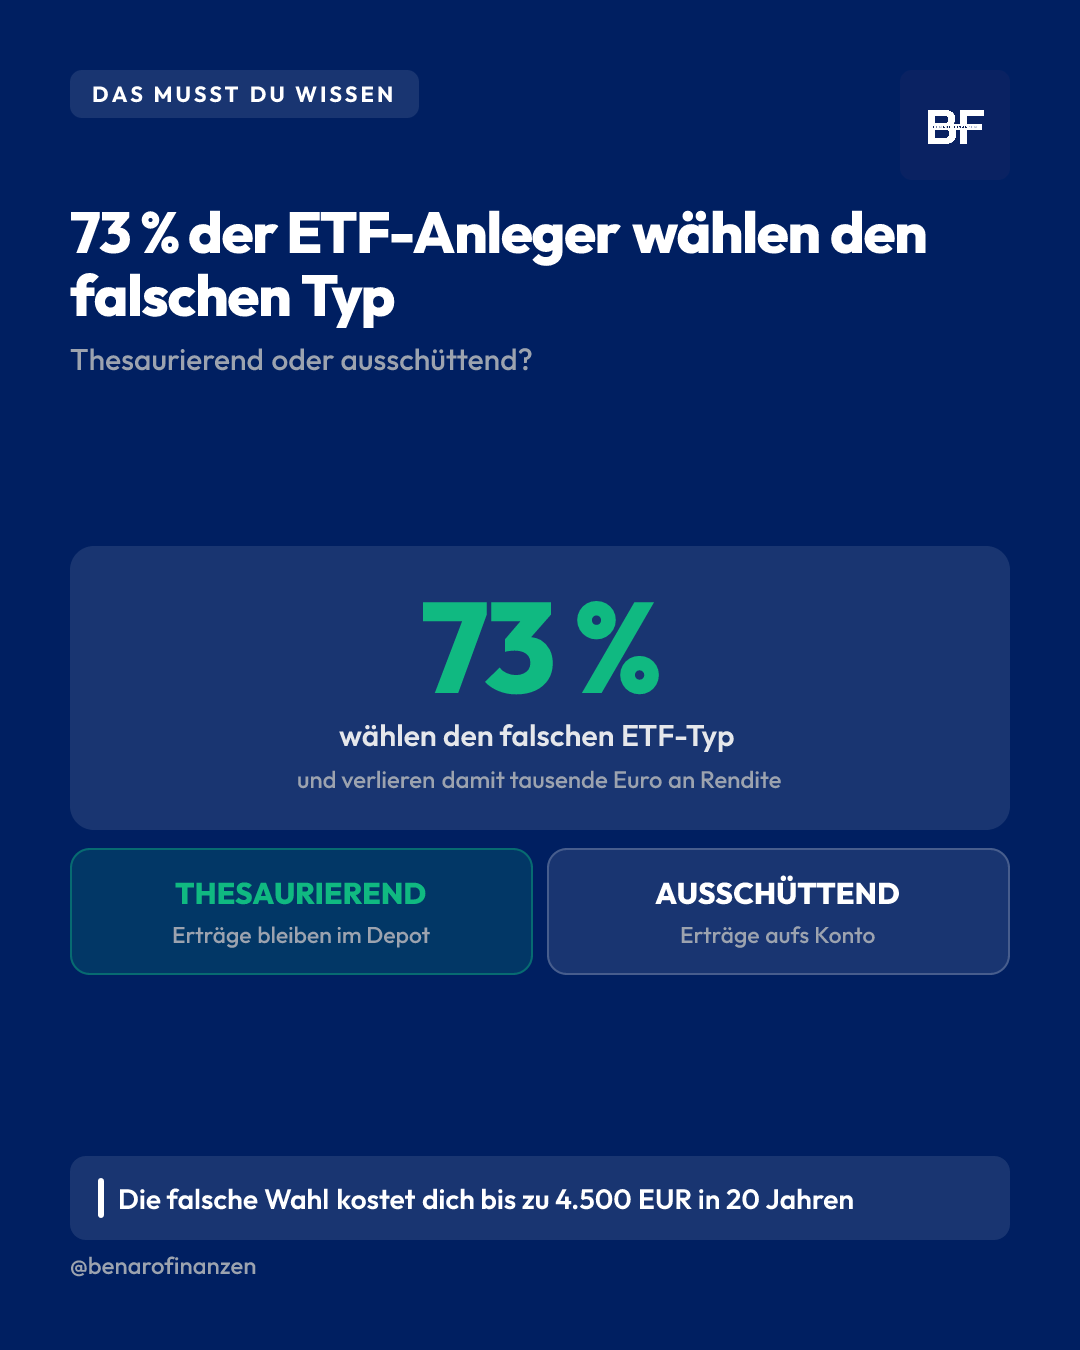 DAS MUSST DU WISSEN
BF
73 % der ETF-Anleger wählen den
falschen Typ
Thesaurierend oder ausschüttend?
73 %
wählen den falschen ETF-Typ
und verlieren damit tausende Euro an Rendite
THESAURIEREND
Erträge bleiben im Depot
AUSSCHÜTTEND
Erträge aufs Konto
Die falsche Wahl kostet dich bis zu 4.500 EUR in 20 Jahren
@benarofinanzen